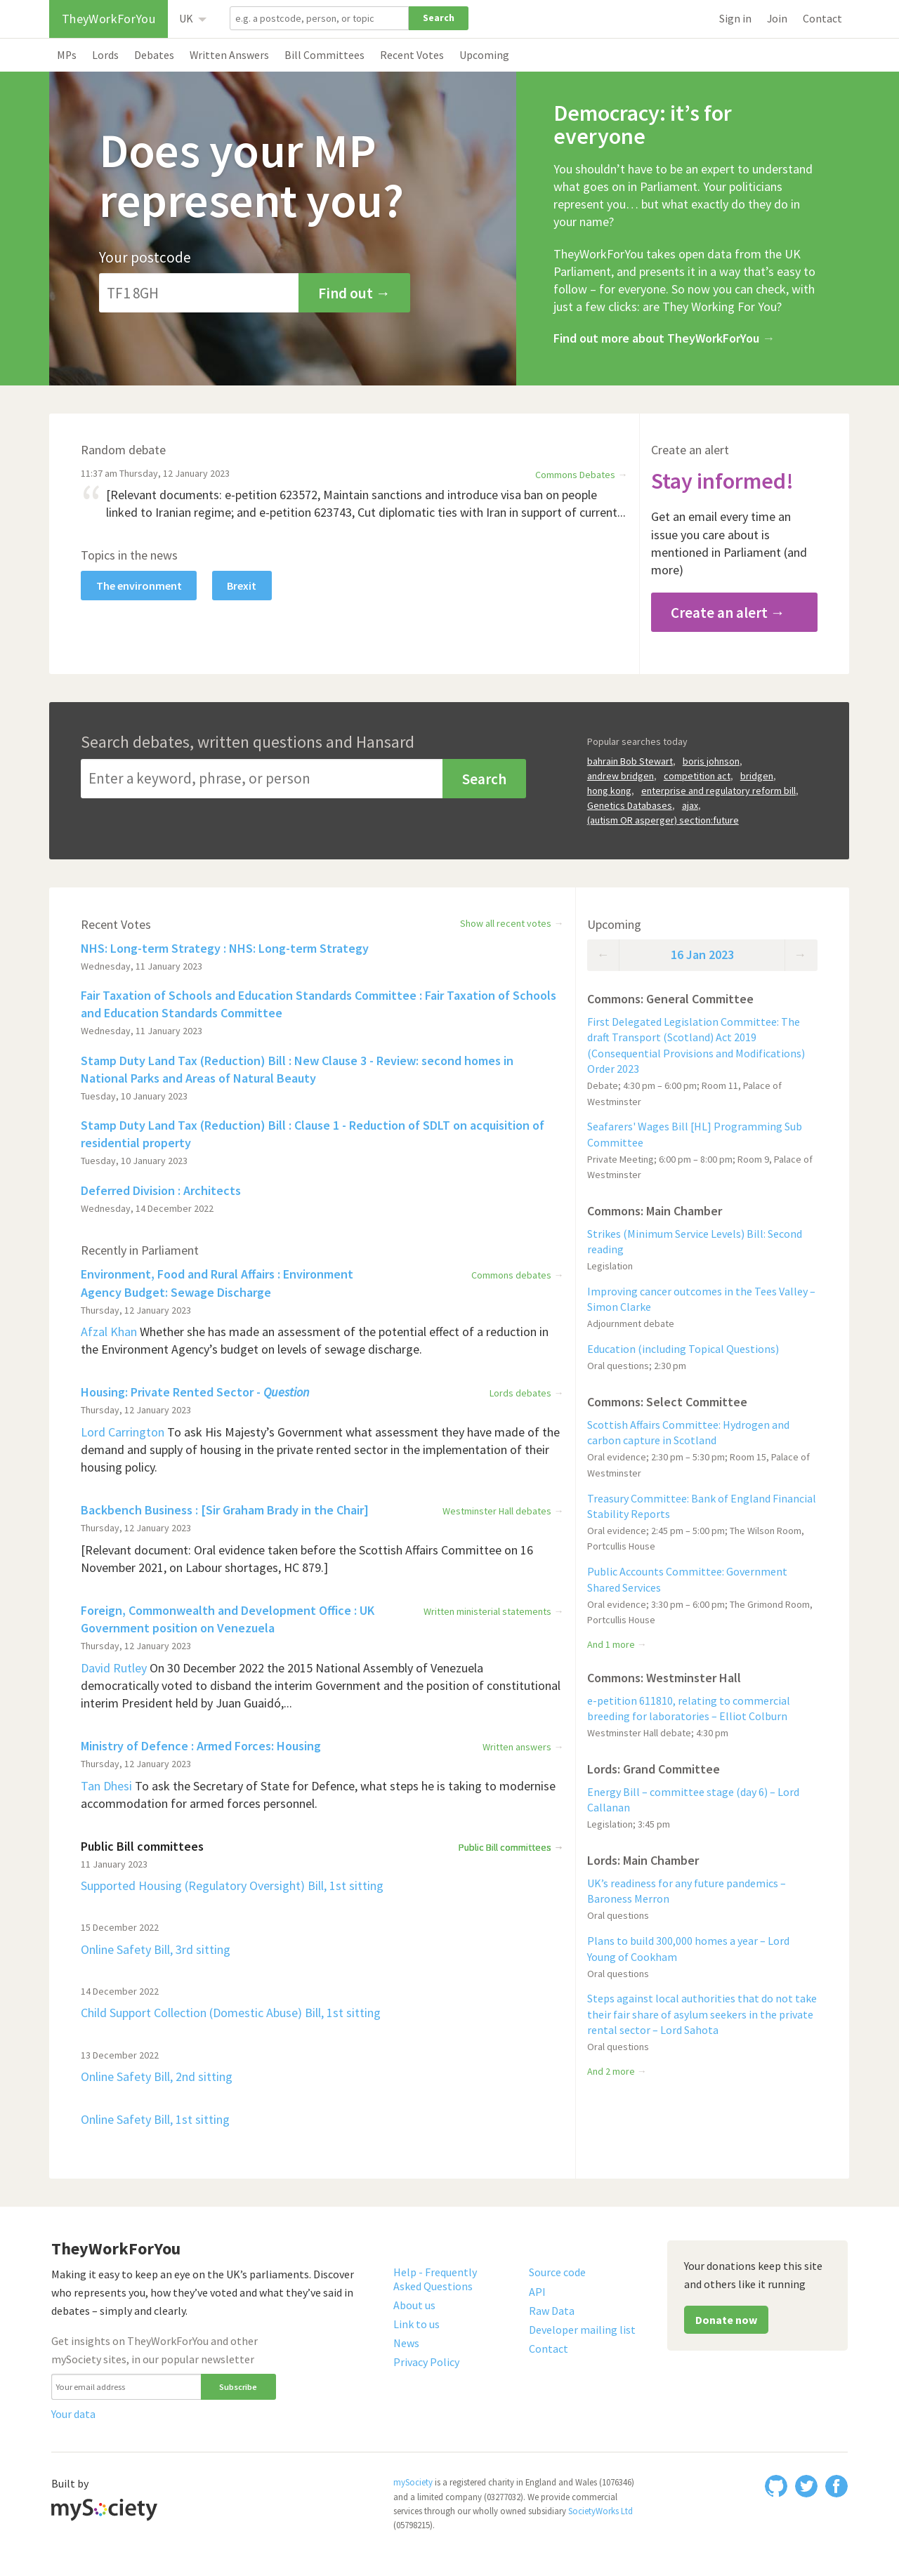 TheyWorkForYou
UK
e.g. a postcode, person, or topic
Search
Sign in
Join
Contact
MPs
Lords
Debates
Written Answers
Bill Committees
Recent Votes
Upcoming
Does your MP
represent you?
Your postcode
TF1 8GH
Find out →
Democracy: it’s for
everyone
You shouldn’t have to be an expert to understand
what goes on in Parliament. Your politicians
represent you… but what exactly do they do in
your name?
TheyWorkForYou takes open data from the UK
Parliament, and presents it in a way that’s easy to
follow – for everyone. So now you can check, with
just a few clicks: are They Working For You?
Find out more about TheyWorkForYou →
Random debate
11:37 am Thursday, 12 January 2023
Commons Debates →
“ [Relevant documents: e-petition 623572, Maintain sanctions and introduce visa ban on people
linked to Iranian regime; and e-petition 623743, Cut diplomatic ties with Iran in support of current...
Topics in the news
The environment
Brexit
Create an alert
Stay informed!
Get an email every time an
issue you care about is
mentioned in Parliament (and
more)
Create an alert →
Search debates, written questions and Hansard
Enter a keyword, phrase, or person
Search
Popular searches today
bahrain Bob Stewart, boris johnson,
andrew bridgen, competition act, bridgen,
hong kong, enterprise and regulatory reform bill,
Genetics Databases, ajax,
(autism OR asperger) section:future
Recent Votes
Show all recent votes →
NHS: Long-term Strategy : NHS: Long-term Strategy
Wednesday, 11 January 2023
Fair Taxation of Schools and Education Standards Committee : Fair Taxation of Schools
and Education Standards Committee
Wednesday, 11 January 2023
Stamp Duty Land Tax (Reduction) Bill : New Clause 3 - Review: second homes in
National Parks and Areas of Natural Beauty
Tuesday, 10 January 2023
Stamp Duty Land Tax (Reduction) Bill : Clause 1 - Reduction of SDLT on acquisition of
residential property
Tuesday, 10 January 2023
Deferred Division : Architects
Wednesday, 14 December 2022
Recently in Parliament
Environment, Food and Rural Affairs : Environment
Agency Budget: Sewage Discharge
Commons debates →
Thursday, 12 January 2023
Afzal Khan Whether she has made an assessment of the potential effect of a reduction in
the Environment Agency’s budget on levels of sewage discharge.
Housing: Private Rented Sector - Question
Lords debates →
Thursday, 12 January 2023
Lord Carrington To ask His Majesty’s Government what assessment they have made of the
demand and supply of housing in the private rented sector in the implementation of their
housing policy.
Backbench Business : [Sir Graham Brady in the Chair]
Westminster Hall debates →
Thursday, 12 January 2023
[Relevant document: Oral evidence taken before the Scottish Affairs Committee on 16
November 2021, on Labour shortages, HC 879.]
Foreign, Commonwealth and Development Office : UK
Government position on Venezuela
Written ministerial statements →
Thursday, 12 January 2023
David Rutley On 30 December 2022 the 2015 National Assembly of Venezuela
democratically voted to disband the interim Government and the position of constitutional
interim President held by Juan Guaidó,...
Ministry of Defence : Armed Forces: Housing
Written answers →
Thursday, 12 January 2023
Tan Dhesi To ask the Secretary of State for Defence, what steps he is taking to modernise
accommodation for armed forces personnel.
Public Bill committees
Public Bill committees →
11 January 2023
Supported Housing (Regulatory Oversight) Bill, 1st sitting
15 December 2022
Online Safety Bill, 3rd sitting
14 December 2022
Child Support Collection (Domestic Abuse) Bill, 1st sitting
13 December 2022
Online Safety Bill, 2nd sitting
Online Safety Bill, 1st sitting
Upcoming
← 16 Jan 2023 →
Commons: General Committee
First Delegated Legislation Committee: The
draft Transport (Scotland) Act 2019
(Consequential Provisions and Modifications)
Order 2023
Debate; 4:30 pm – 6:00 pm; Room 11, Palace of
Westminster
Seafarers' Wages Bill [HL] Programming Sub
Committee
Private Meeting; 6:00 pm – 8:00 pm; Room 9, Palace of
Westminster
Commons: Main Chamber
Strikes (Minimum Service Levels) Bill: Second
reading
Legislation
Improving cancer outcomes in the Tees Valley –
Simon Clarke
Adjournment debate
Education (including Topical Questions)
Oral questions; 2:30 pm
Commons: Select Committee
Scottish Affairs Committee: Hydrogen and
carbon capture in Scotland
Oral evidence; 2:30 pm – 5:30 pm; Room 15, Palace of
Westminster
Treasury Committee: Bank of England Financial
Stability Reports
Oral evidence; 2:45 pm – 5:00 pm; The Wilson Room,
Portcullis House
Public Accounts Committee: Government
Shared Services
Oral evidence; 3:30 pm – 6:00 pm; The Grimond Room,
Portcullis House
And 1 more →
Commons: Westminster Hall
e-petition 611810, relating to commercial
breeding for laboratories – Elliot Colburn
Westminster Hall debate; 4:30 pm
Lords: Grand Committee
Energy Bill – committee stage (day 6) – Lord
Callanan
Legislation; 3:45 pm
Lords: Main Chamber
UK’s readiness for any future pandemics –
Baroness Merron
Oral questions
Plans to build 300,000 homes a year – Lord
Young of Cookham
Oral questions
Steps against local authorities that do not take
their fair share of asylum seekers in the private
rental sector – Lord Sahota
Oral questions
And 2 more →
TheyWorkForYou
Making it easy to keep an eye on the UK’s parliaments. Discover
who represents you, how they’ve voted and what they’ve said in
debates – simply and clearly.
Get insights on TheyWorkForYou and other
mySociety sites, in our popular newsletter
Your email address
Subscribe
Your data
Help - Frequently
Asked Questions
About us
Link to us
News
Privacy Policy
Source code
API
Raw Data
Developer mailing list
Contact
Your donations keep this site
and others like it running
Donate now
Built by
mySociety
mySociety is a registered charity in England and Wales (1076346)
and a limited company (03277032). We provide commercial
services through our wholly owned subsidiary SocietyWorks Ltd
(05798215).